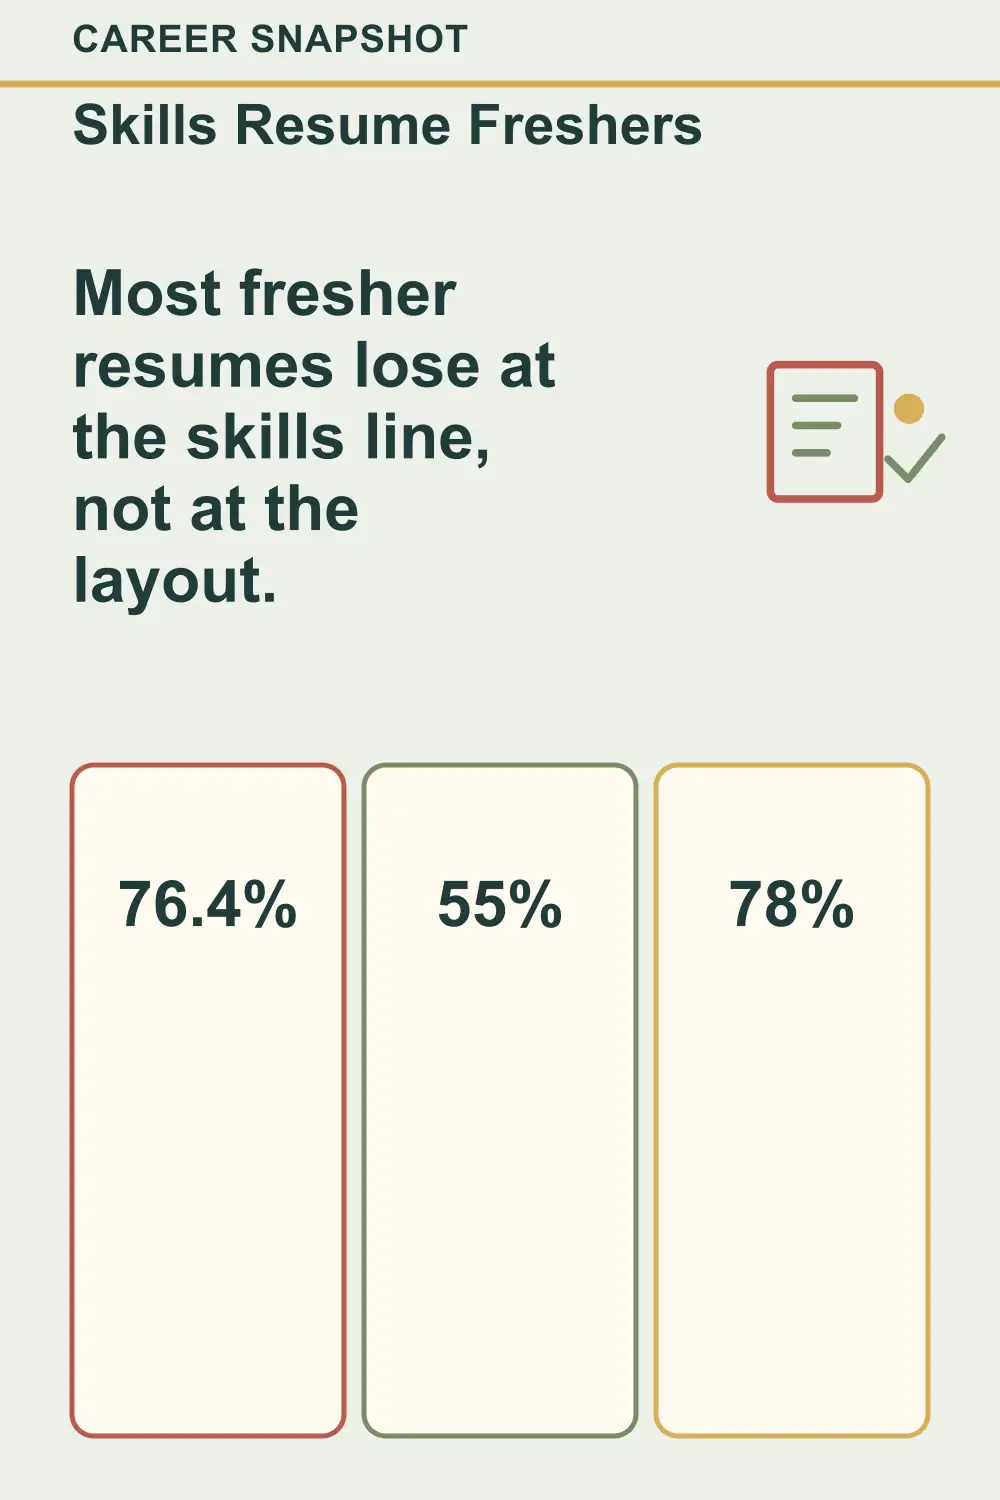 CAREER SNAPSHOT
Skills Resume Freshers
Most fresher
resumes lose at
the skills line,
not at the
layout.
76.4%
55%
78%